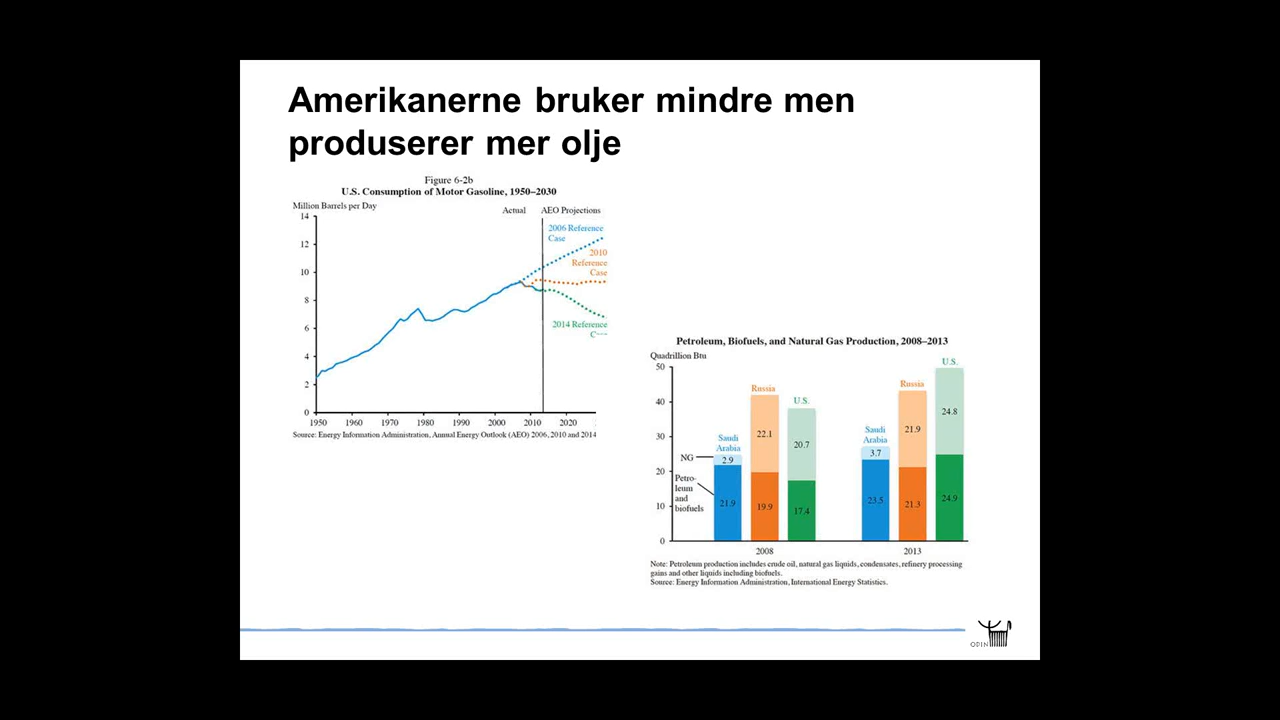 Amerikanerne bruker mindre men
produserer mer olje
Figure 6-2b
U.S. Consumption of Motor Gasoline, 1950–2030
Million Barrels per Day
Actual
AEO Projections
14
12
10
8
6
4
2
0
2006 Reference
Case
2010
Reference
Case
2014 Reference
1950 1960 1970 1980 1990 2000 2010 2020
Source: Energy Information Administration, Annual Energy Outlook (AEO) 2006, 2010 and 2014
Petroleum, Biofuels, and Natural Gas Production, 2008–2013
Quadrillion Btu
50
40
30
20
10
0
NG
Petro-
leum
and
biofuels
Saudi
Arabia
2.9
21.9
Russia
22.1
19.9
U.S.
20.7
17.4
Saudi
Arabia
3.7
23.5
Russia
21.9
21.3
U.S.
24.8
24.9
2008 2013
Note: Petroleum production includes crude oil, natural gas liquids, condensates, refinery processing
gains and other liquids including biofuels.
Source: Energy Information Administration, International Energy Statistics.
ODIN